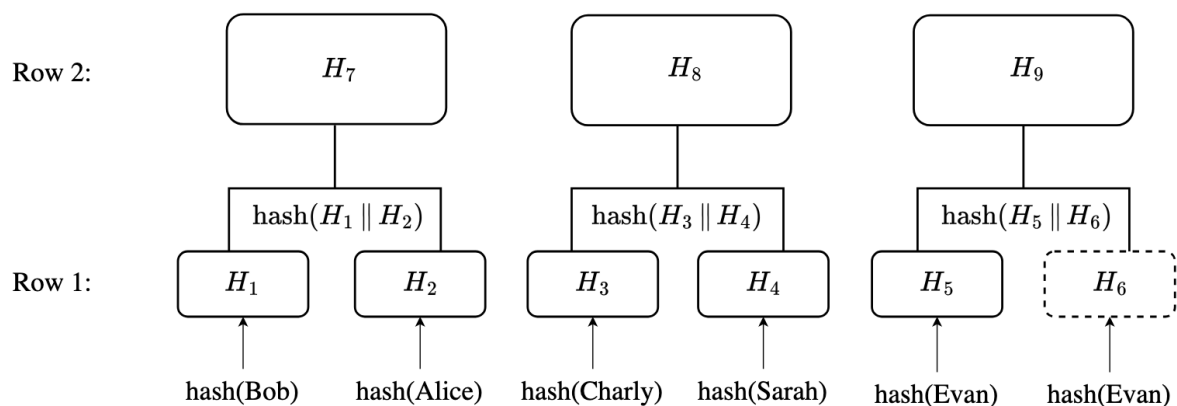 Row 2: H₇ H₈ H₉
hash(H₁ ∥ H₂) hash(H₃ ∥ H₄) hash(H₅ ∥ H₆)
Row 1: H₁ H₂ H₃ H₄ H₅ H₆
hash(Bob) hash(Alice) hash(Charly) hash(Sarah) hash(Evan) hash(Evan)